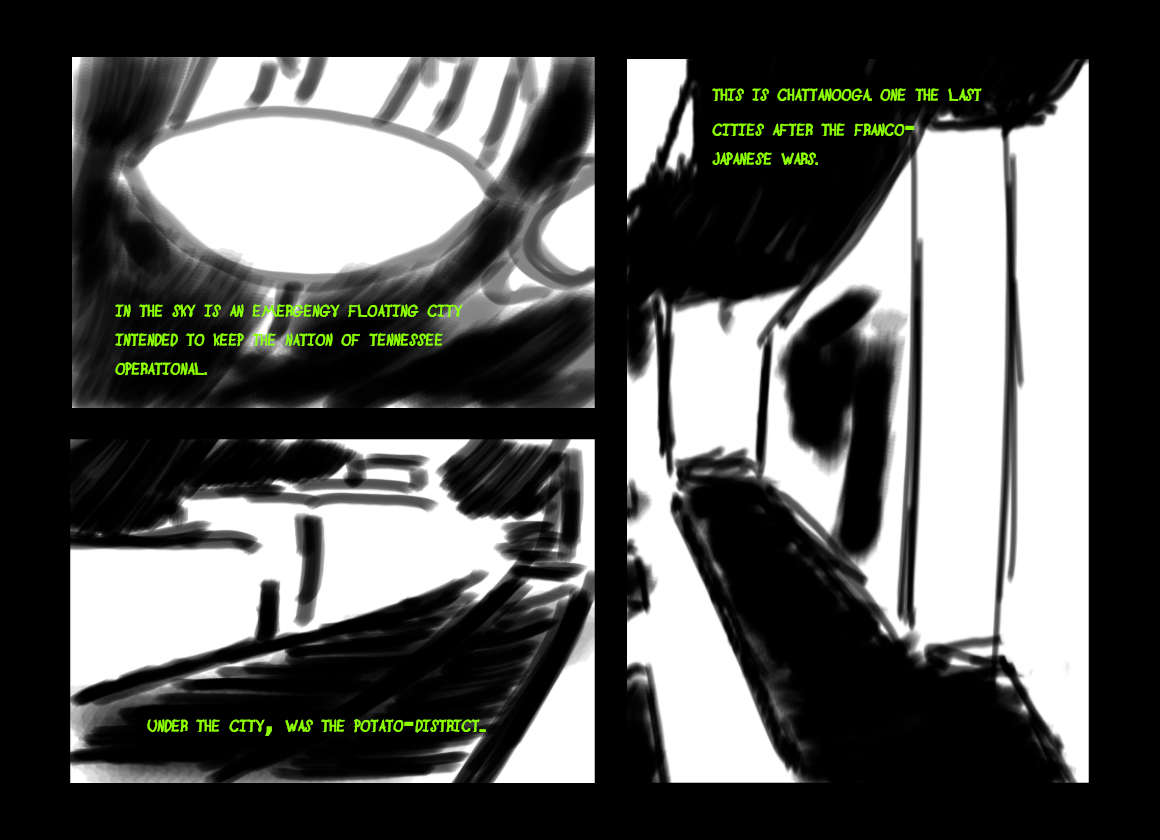 IN THE SKY IS AN EMERGENGY FLOATING CITY
INTENDED TO KEEP THE NATION OF TENNESSEE
OPERATIONAL.
UNDER THE CITY, WAS THE POTATO-DISTRICT...
THIS IS CHATTANOOGA. ONE THE LAST
CITIES AFTER THE FRANCO-
JAPANESE WARS.